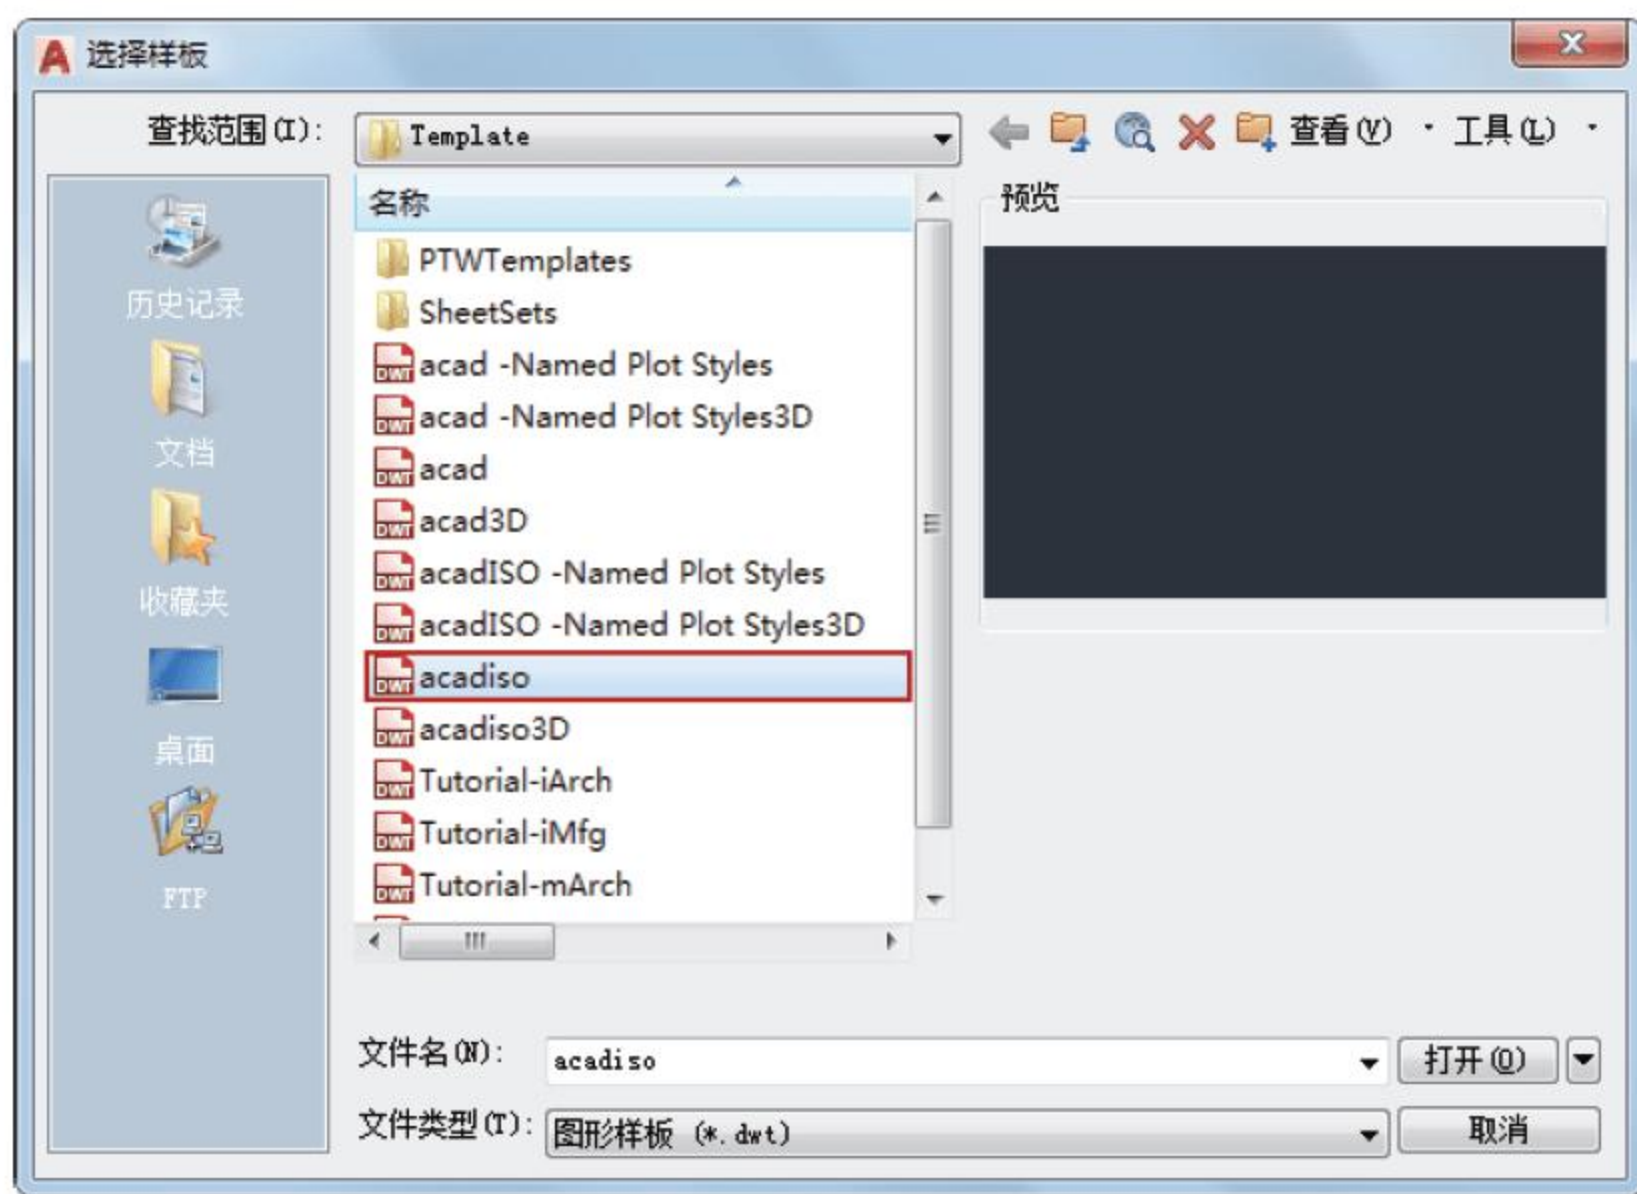 选择样板
查找范围(I): Template 查看(V) 工具(L)
历史记录
文档
收藏夹
桌面
FTP
名称
PTWTemplates
SheetSets
acad -Named Plot Styles
acad -Named Plot Styles3D
acad
acad3D
acadISO -Named Plot Styles
acadISO -Named Plot Styles3D
acadiso
acadiso3D
Tutorial-iArch
Tutorial-iMfg
Tutorial-mArch
预览
文件名(N): acadiso 打开(O)
文件类型(T): 图形样板 (*.dwt) 取消